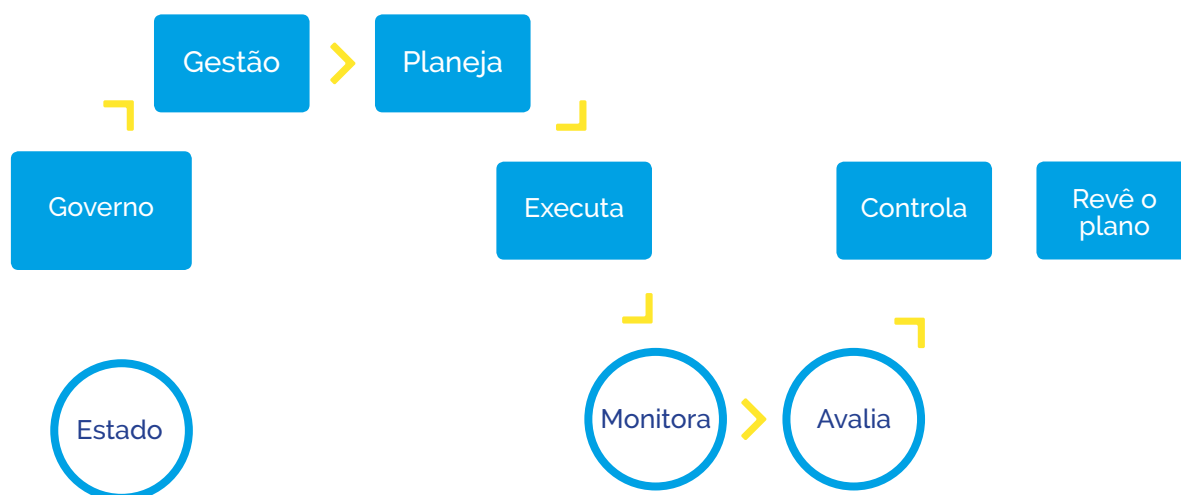 Gestão
Planeja
Governo
Executa
Controla
Revê o
plano
Estado
Monitora
Avalia